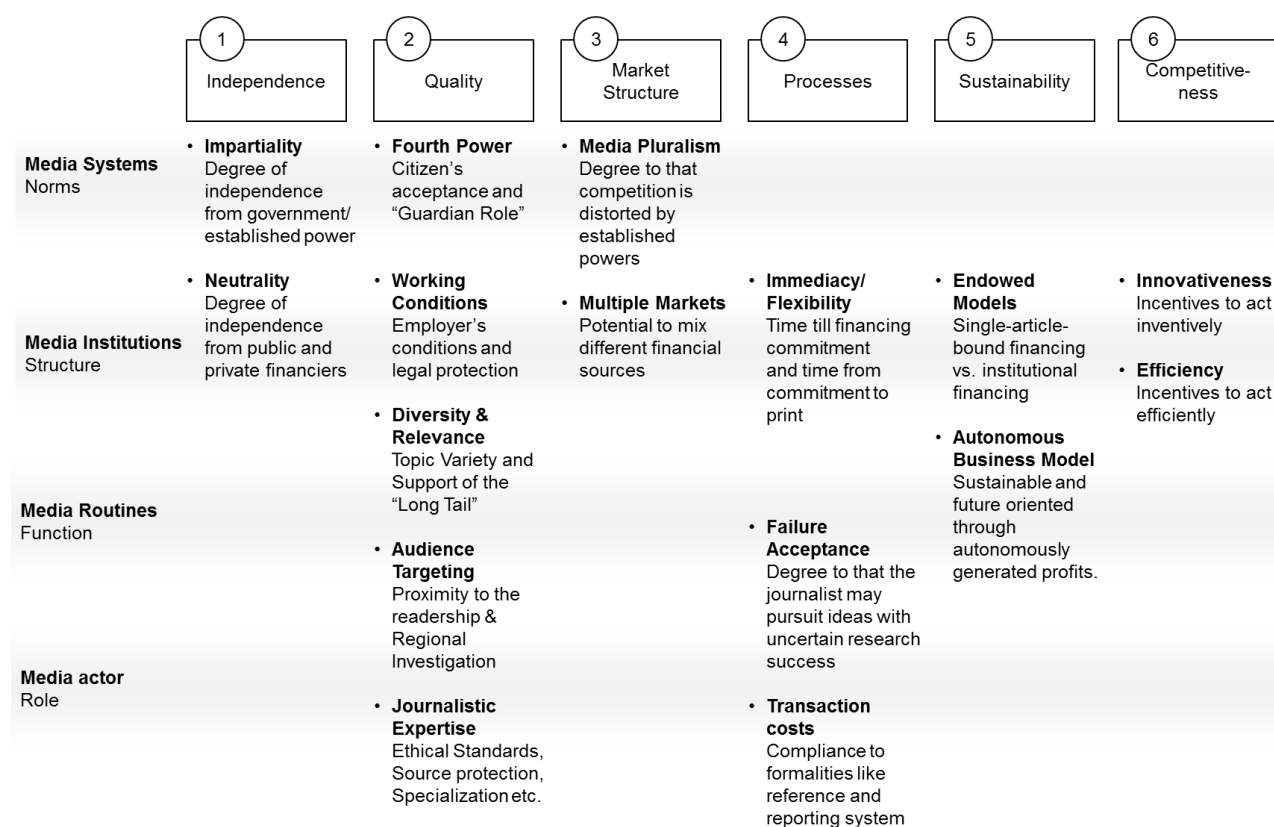 1
Independence
2
Quality
3
Market
Structure
4
Processes
5
Sustainability
6
Competitive-
ness
Media Systems
Norms
• Impartiality
Degree of
independence
from government/
established power
• Fourth Power
Citizen’s
acceptance and
“Guardian Role”
• Media Pluralism
Degree to that
competition is
distorted by
established
powers
Media Institutions
Structure
• Neutrality
Degree of
independence
from public and
private financiers
• Working
Conditions
Employer’s
conditions and
legal protection
• Multiple Markets
Potential to mix
different financial
sources
• Immediacy/
Flexibility
Time till financing
commitment
and time from
commitment to
print
• Endowed
Models
Single-article-
bound financing
vs. institutional
financing
• Innovativeness
Incentives to act
inventively
• Efficiency
Incentives to act
efficiently
Media Routines
Function
• Diversity &
Relevance
Topic Variety and
Support of the
“Long Tail”
• Audience
Targeting
Proximity to the
readership &
Regional
Investigation
• Failure
Acceptance
Degree to that the
journalist may
pursuit ideas with
uncertain research
success
• Autonomous
Business Model
Sustainable and
future oriented
through
autonomously
generated profits.
Media actor
Role
• Journalistic
Expertise
Ethical Standards,
Source protection,
Specialization etc.
• Transaction
costs
Compliance to
formalities like
reference and
reporting system